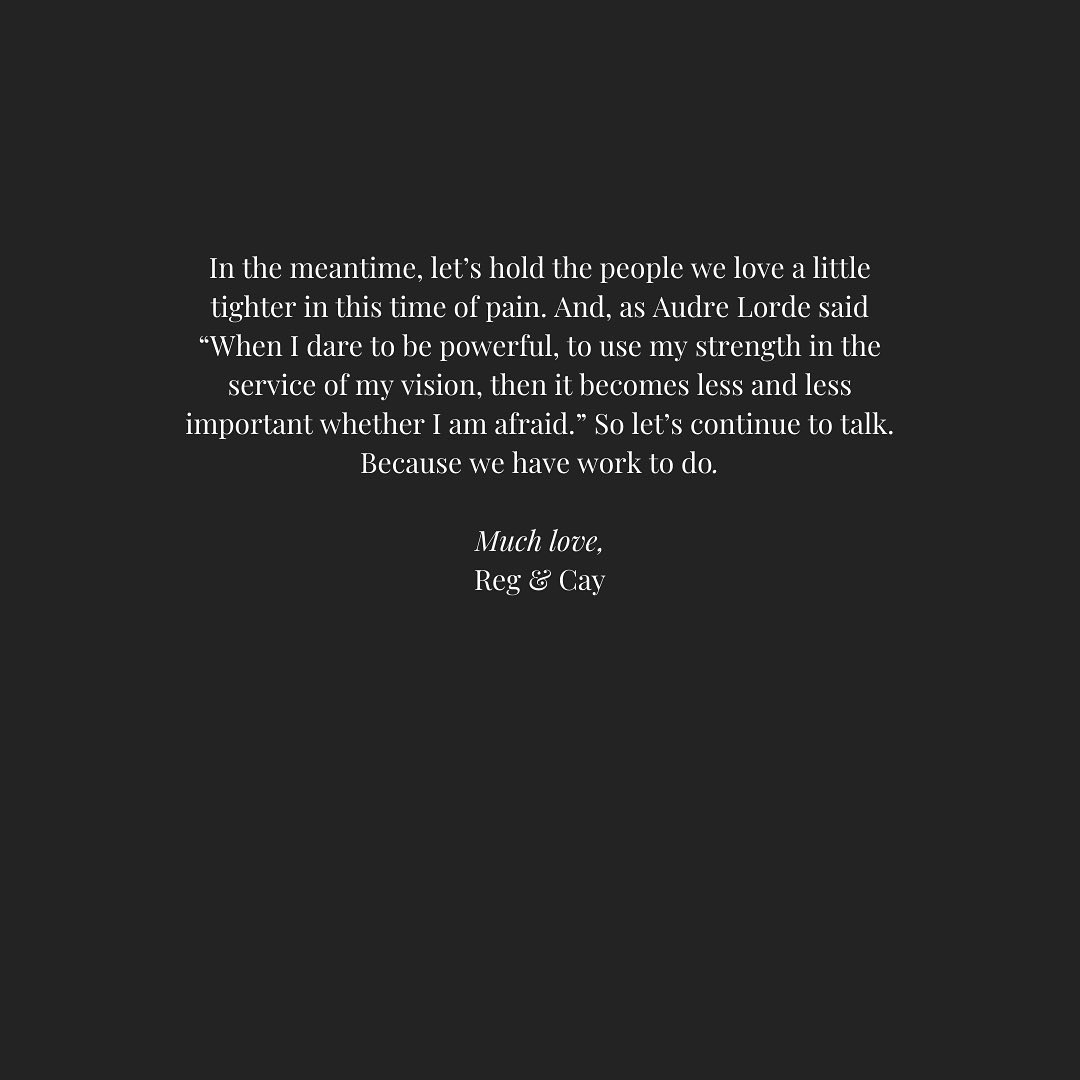 In the meantime, let’s hold the people we love a little
tighter in this time of pain. And, as Audre Lorde said
“When I dare to be powerful, to use my strength in the
service of my vision, then it becomes less and less
important whether I am afraid.” So let’s continue to talk.
Because we have work to do.
Much love,
Reg & Cay